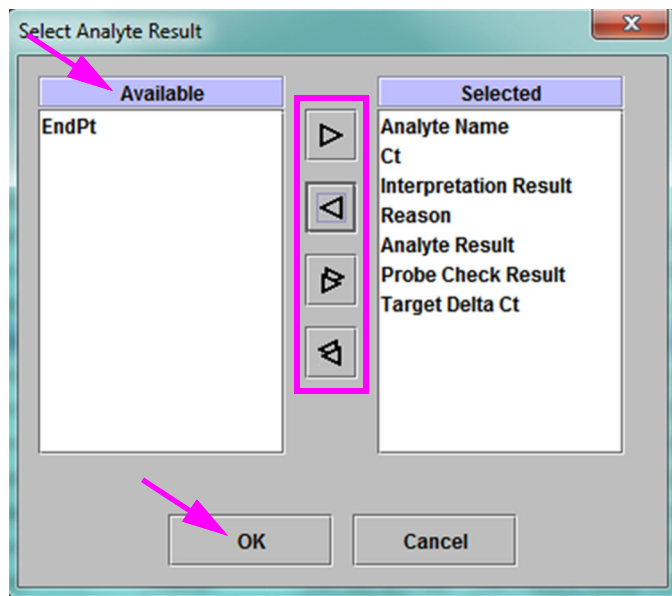 Select Analyte Result
Available
EndPt
Selected
Analyte Name
Ct
Interpretation Result
Reason
Analyte Result
Probe Check Result
Target Delta Ct
OK
Cancel